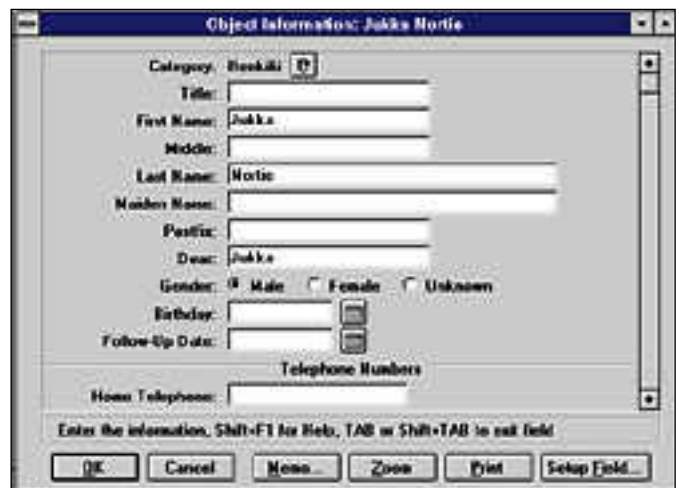 Object Information: Jukka Nortio
Category: Henkilö
Title:
First Name: Jukka
Middle:
Last Name: Nortio
Maiden Name:
Postfix:
Dear: Jukka
Gender: Male Female Unknown
Birthday:
Follow-Up Date:
Telephone Numbers
Home Telephone:
Enter the information, Shift+F1 for Help, TAB or Shift+TAB to exit field
OK Cancel Memo... Zoom Print Setup Field...